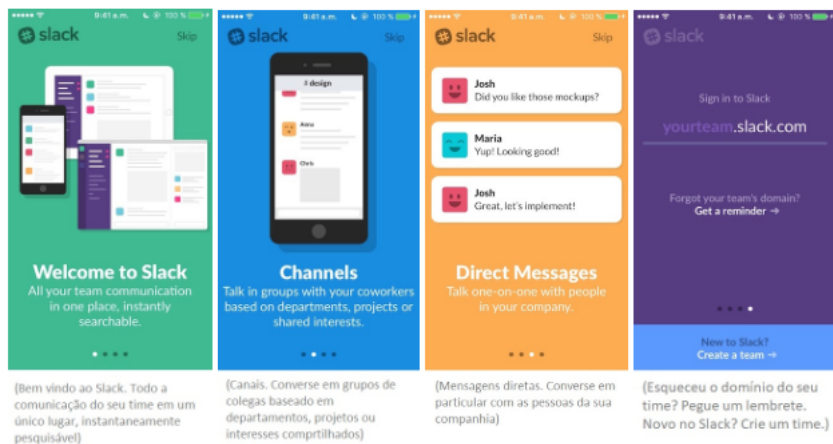 9:41 a.m. 100 %
slack Skip
# design
Anna
Chris
Welcome to Slack
All your team communication
in one place, instantly
searchable.
(Bem vindo ao Slack. Todo a
comunicação do seu time em um
único lugar, instantaneamente
pesquisável)
9:41 a.m. 100 %
slack Skip
Channels
Talk in groups with your coworkers
based on departments, projects or
shared interests.
(Canais. Converse em grupos de
colegas baseado em
departamentos, projetos ou
interesses comprtilhados)
9:41 a.m. 100 %
slack Skip
Josh
Did you like those mockups?
Maria
Yup! Looking good!
Josh
Great, let's implement!
Direct Messages
Talk one-on-one with people
in your company.
(Mensagens diretas. Converse em
particular com as pessoas da sua
companhia)
9:41 a.m. 100 %
slack
Sign in to Slack
yourteam.slack.com
Forgot your team's domain?
Get a reminder →
New to Slack?
Create a team →
(Esqueceu o domínio do seu
time? Pegue um lembrete.
Novo no Slack? Crie um time.)